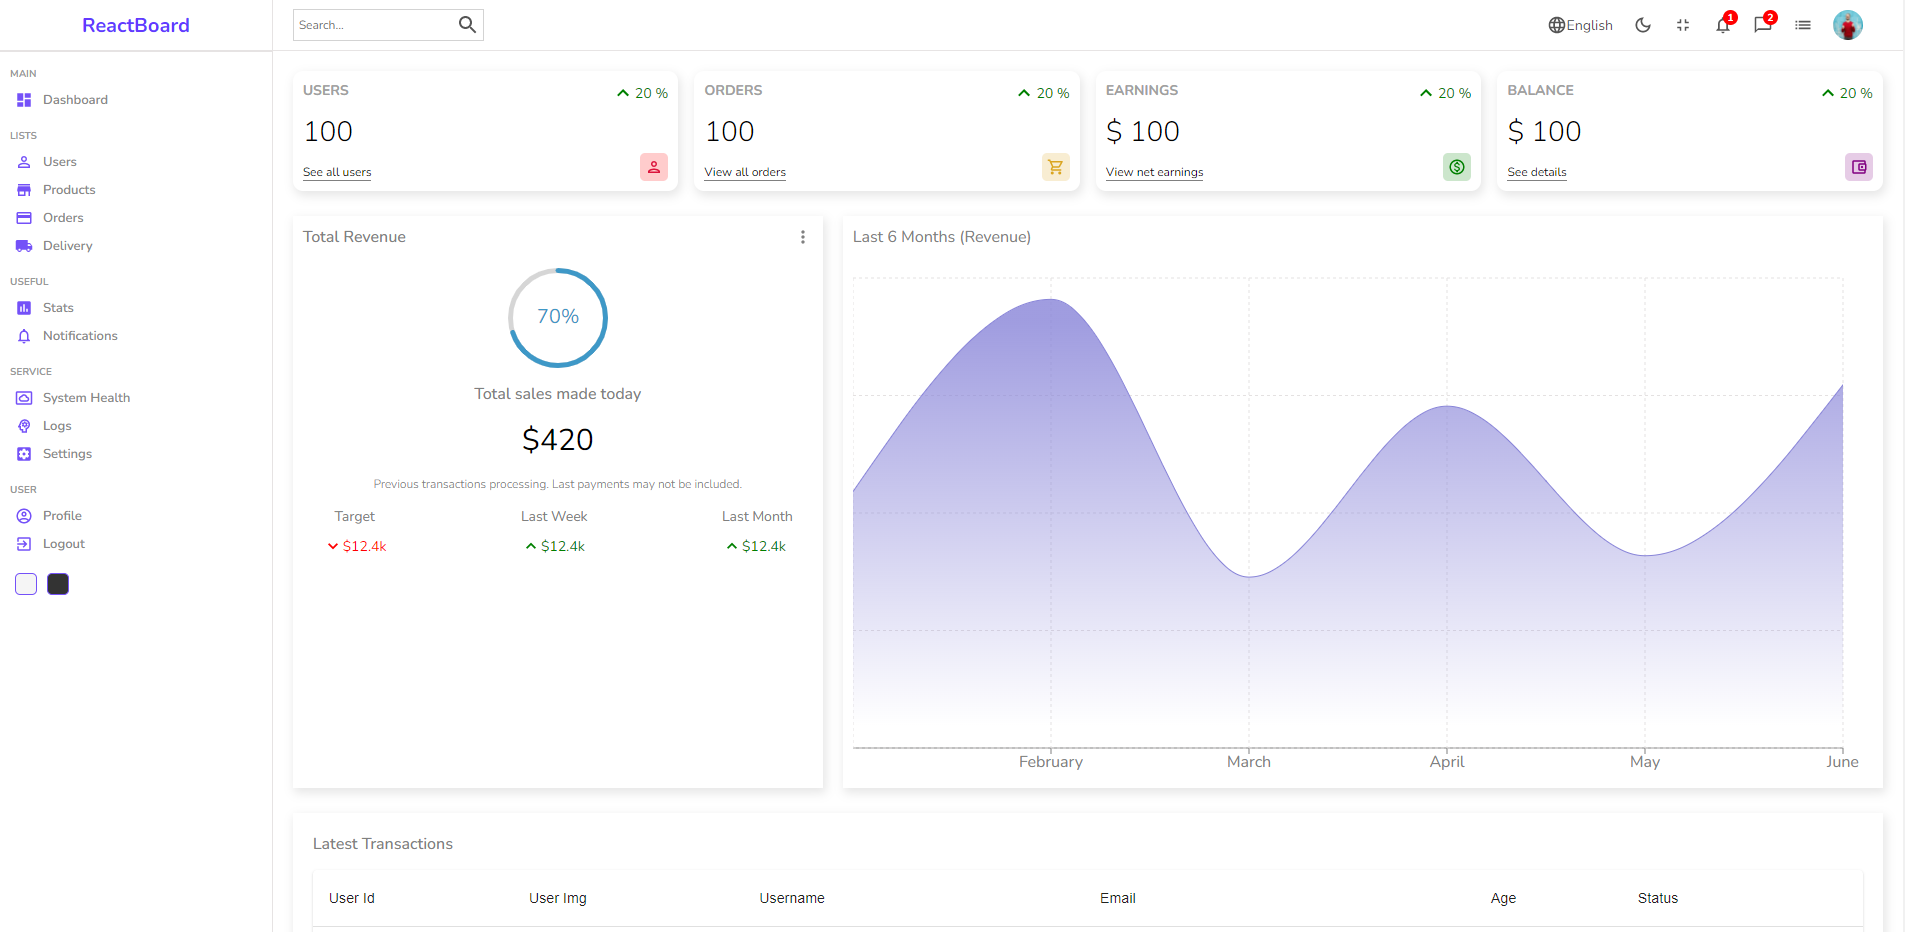 ReactBoard
Search...
English
1
2
MAIN
Dashboard
LISTS
Users
Products
Orders
Delivery
USEFUL
Stats
Notifications
SERVICE
System Health
Logs
Settings
USER
Profile
Logout
USERS
20 %
100
See all users
ORDERS
20 %
100
View all orders
EARNINGS
20 %
$ 100
View net earnings
BALANCE
20 %
$ 100
See details
Total Revenue
70%
Total sales made today
$420
Previous transactions processing. Last payments may not be included.
Target
$12.4k
Last Week
$12.4k
Last Month
$12.4k
Last 6 Months (Revenue)
February March April May June
Latest Transactions
User Id User Img Username Email Age Status